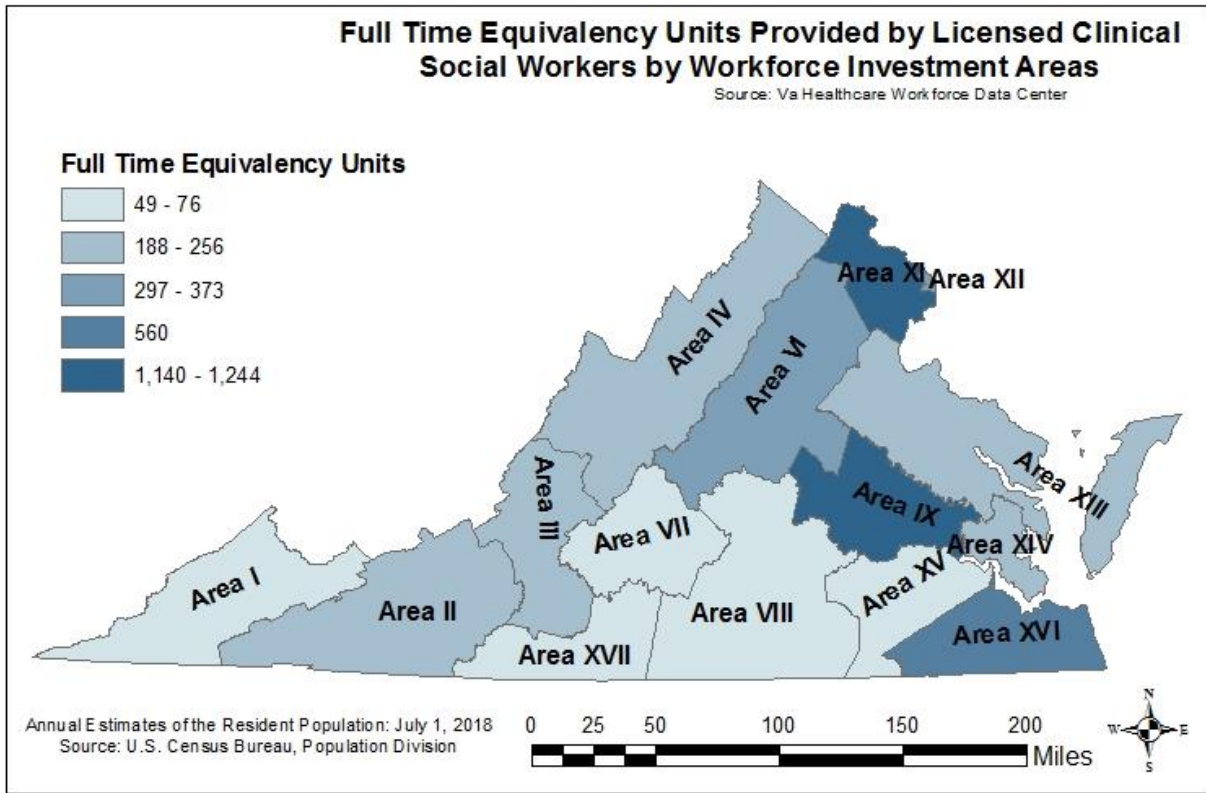 Full Time Equivalency Units Provided by Licensed Clinical
Social Workers by Workforce Investment Areas
Source: Va Healthcare Workforce Data Center
Full Time Equivalency Units
49 - 76
188 - 256
297 - 373
560
1,140 - 1,244
Area XI
Area XII
Area IV
Area VI
Area III
Area XIII
Area IX
Area VII
Area XIV
Area I
Area XV
Area II
Area VIII
Area XVI
Area XVII
Annual Estimates of the Resident Population: July 1, 2018
Source: U.S. Census Bureau, Population Division
0 25 50 100 150 200
Miles
N
W E
S